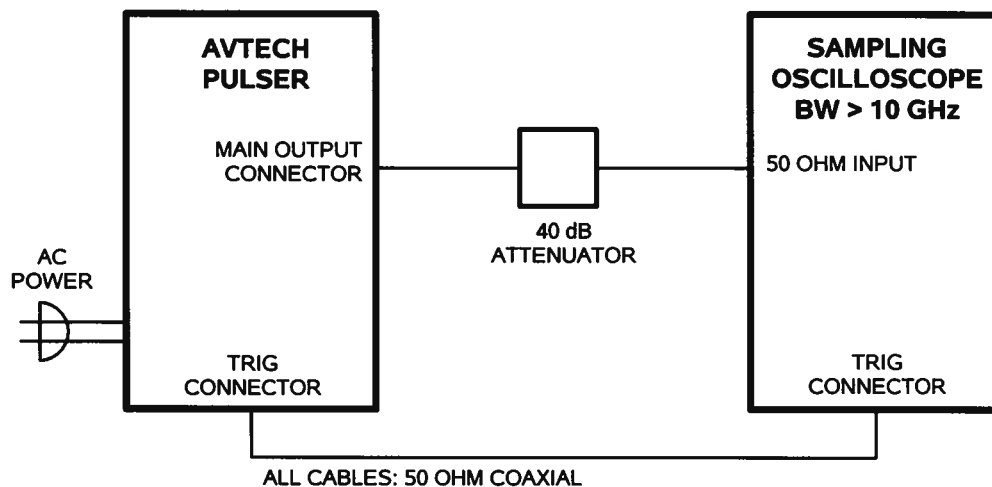 AVTECH
PULSER
MAIN OUTPUT
CONNECTOR
AC
POWER
TRIG
CONNECTOR
40 dB
ATTENUATOR
SAMPLING
OSCILLOSCOPE
BW > 10 GHz
50 OHM INPUT
TRIG
CONNECTOR
ALL CABLES: 50 OHM COAXIAL